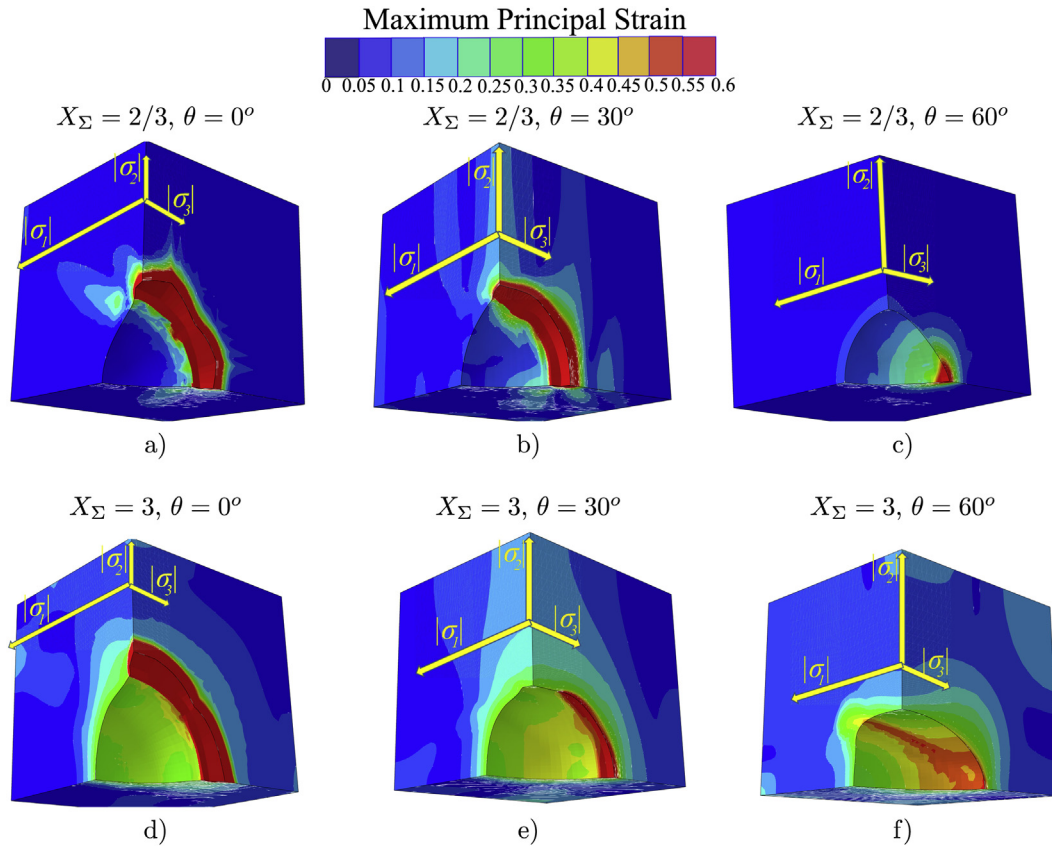 Maximum Principal Strain
0 0.05 0.1 0.15 0.2 0.25 0.3 0.35 0.4 0.45 0.5 0.55 0.6
X_Σ = 2/3, θ = 0°
X_Σ = 2/3, θ = 30°
X_Σ = 2/3, θ = 60°
|σ₂|
|σ₃|
|σ₁|
|σ₂|
|σ₃|
|σ₁|
|σ₂|
|σ₃|
|σ₁|
a)
b)
c)
X_Σ = 3, θ = 0°
X_Σ = 3, θ = 30°
X_Σ = 3, θ = 60°
|σ₂|
|σ₃|
|σ₁|
|σ₂|
|σ₃|
|σ₁|
|σ₂|
|σ₃|
|σ₁|
d)
e)
f)